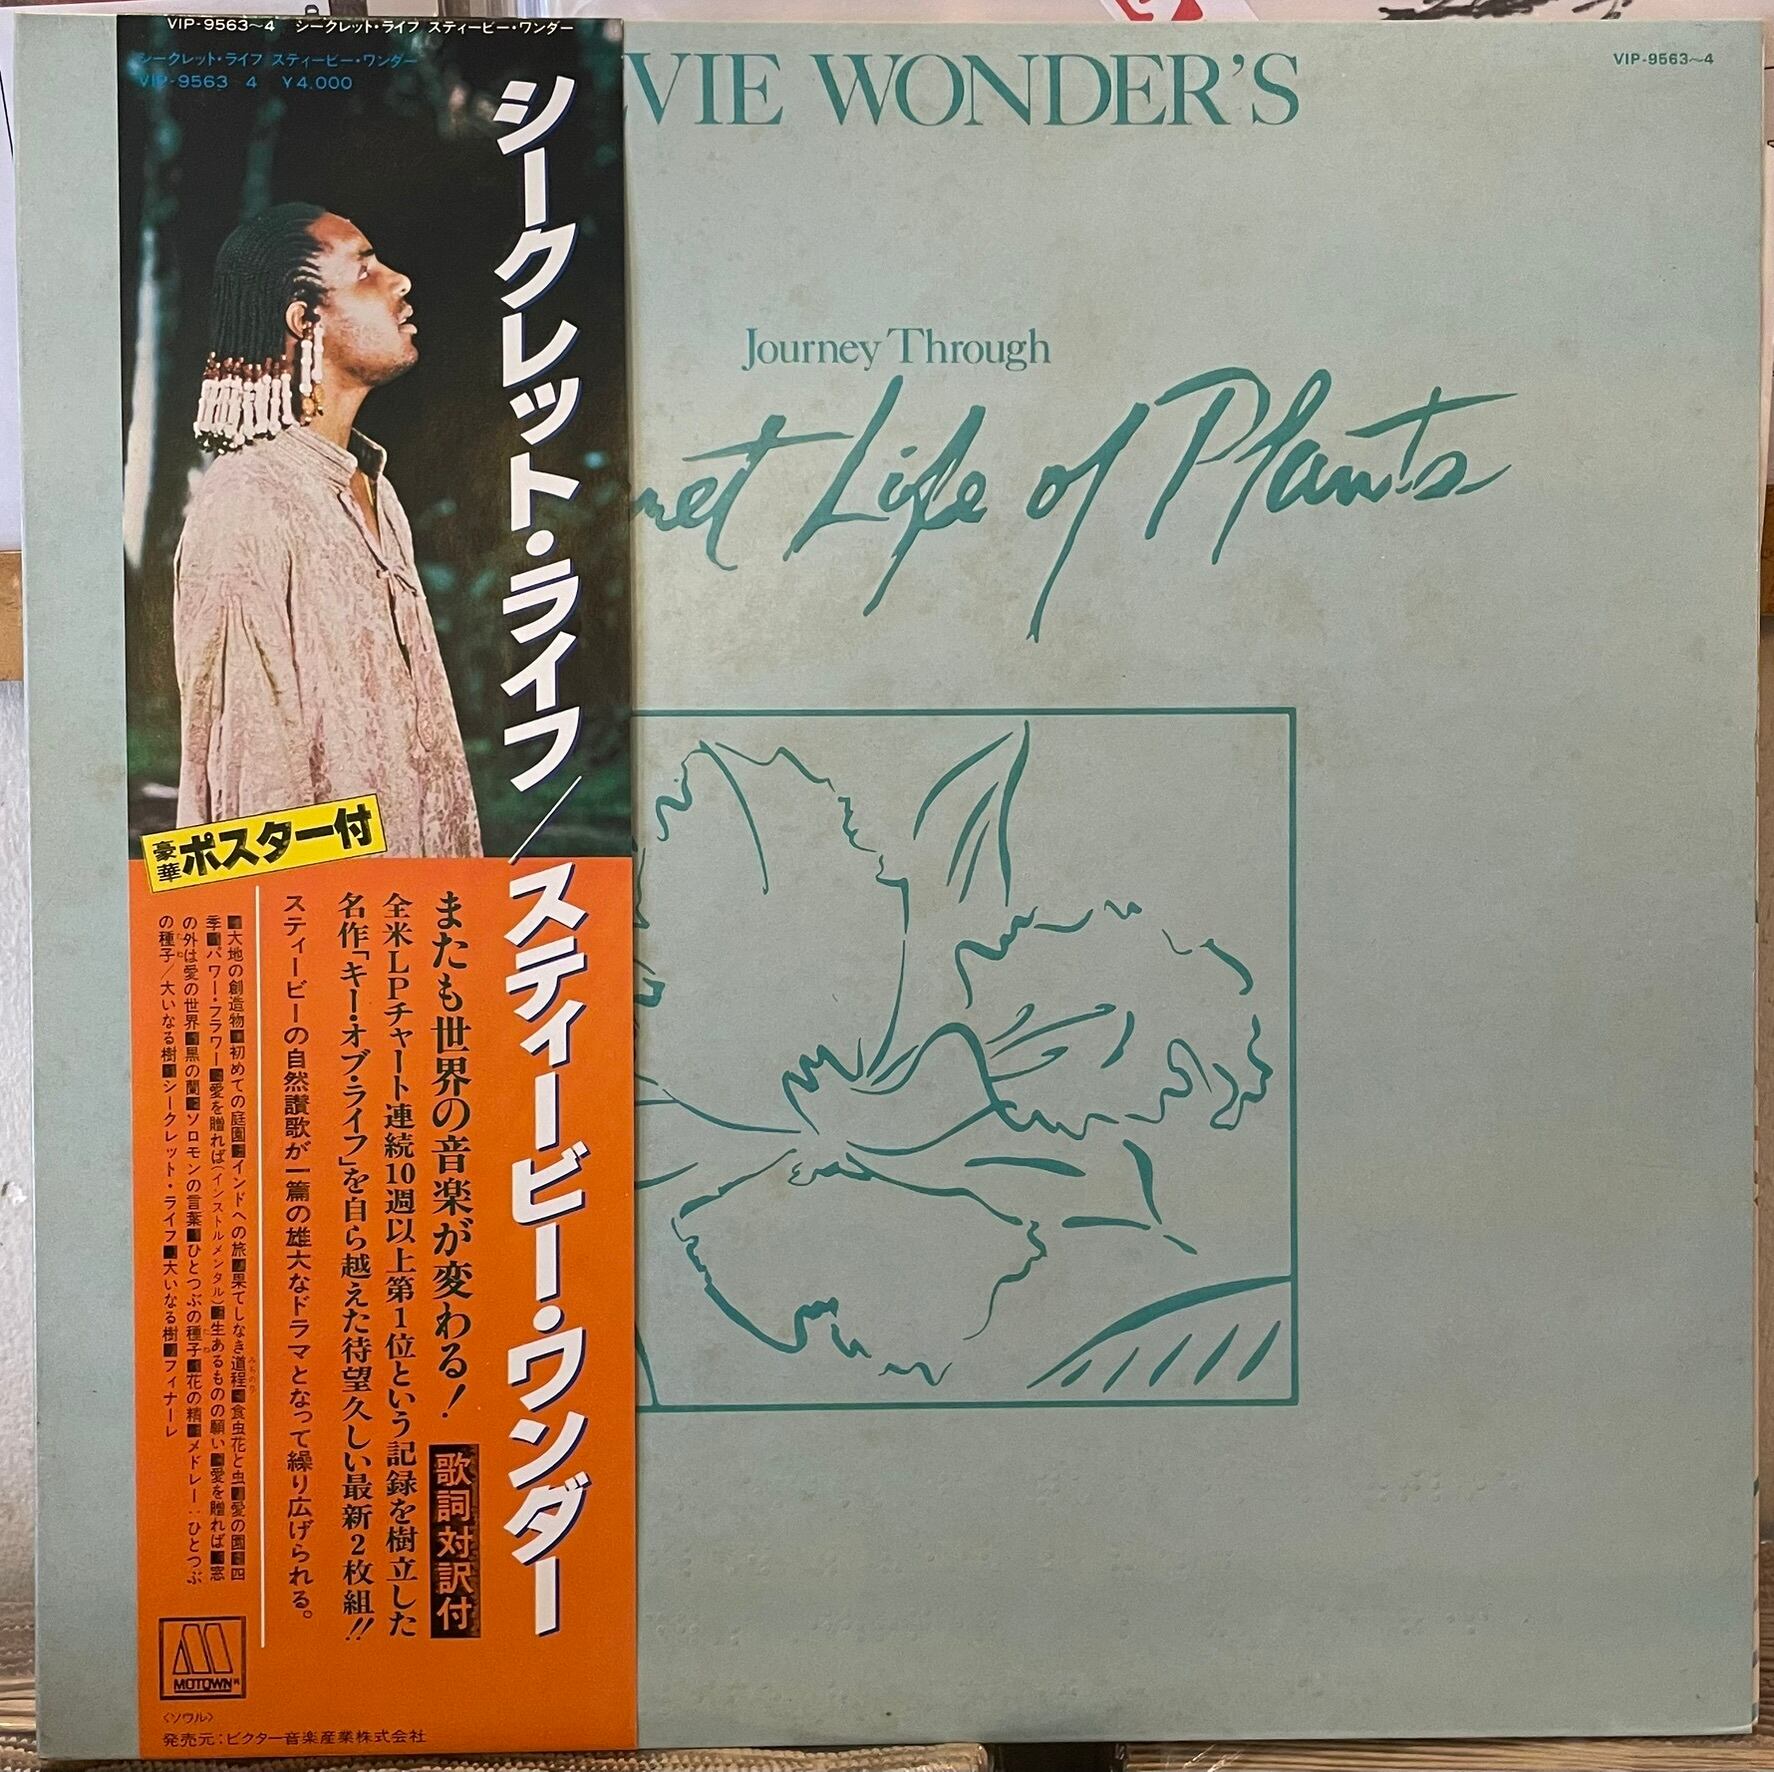 VIP-9563〜4 シークレット・ライフ スティービー・ワンダー
シークレット・ライフ スティービー・ワンダー
VIP-9563 4 ¥4,000
シークレット・ライフ/スティービー・ワンダー
豪華ポスター付
またも世界の音楽が変わる!
歌詞対訳付
全米LPチャート連続10週以上第1位という記録を樹立した
名作「キー・オブ・ライフ」を自ら越えた待望久しい最新2枚組!!
スティービーの自然讃歌が一篇の雄大なドラマとなって繰り広げられる。
■大地の創造物■初めての庭園■インドへの旅■果てしなき道程■食虫花と虫■愛の園■四
季■パワー・フラワー■愛を贈れば(インストルメンタル)■生あるものの願い■愛を贈れば■窓
の外は愛の世界■黒の蘭■ソロモンの言葉■ひとつぶの種子■花の精■メドレー:ひとつぶ
の種子/大いなる樹■シークレット・ライフ■大いなる樹■フィナーレ
MOTOWN
〈ソウル〉
発売元:ビクター音楽産業株式会社
VIE WONDER'S
VIP-9563〜4
Journey Through
ret Life of Plants